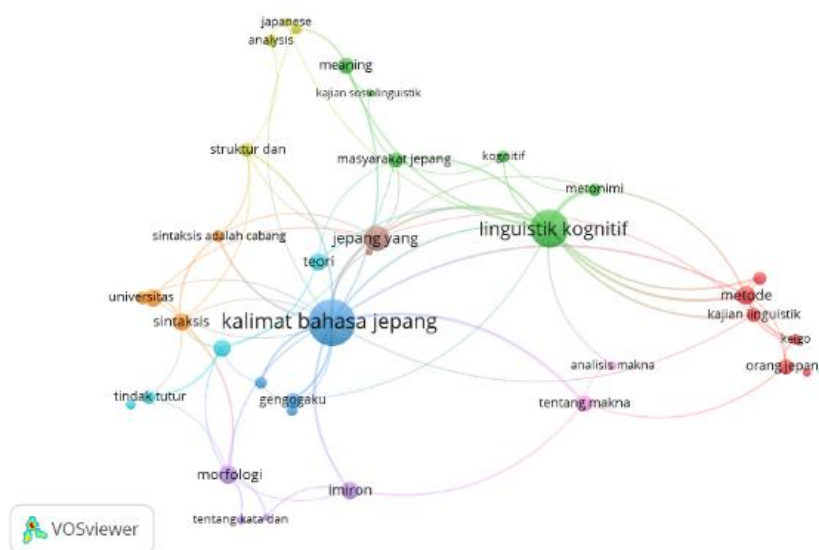 japanese
analysis
meaning
kajian sosiolinguistik
struktur dan
masyarakat jepang
kognitif
metonimi
sintaksis adalah cabang
jepang yang
linguistik kognitif
teori
universitas
sintaksis
kalimat bahasa jepang
metode
kajian linguistik
keigo
orang jepang
analisis makna
tindak tutur
gengogaku
tentang makna
morfologi
imiron
tentang kata dan
VOSviewer